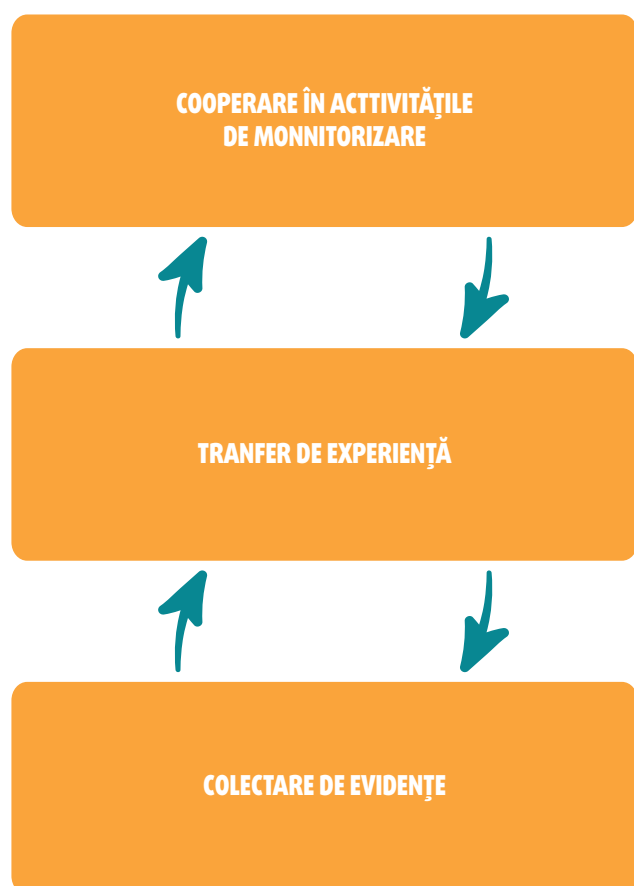 COOPERARE ÎN ACTTIVITĂŢILE
DE MONNITORIZARE
TRANFER DE EXPERIENŢĂ
COLECTARE DE EVIDENŢE